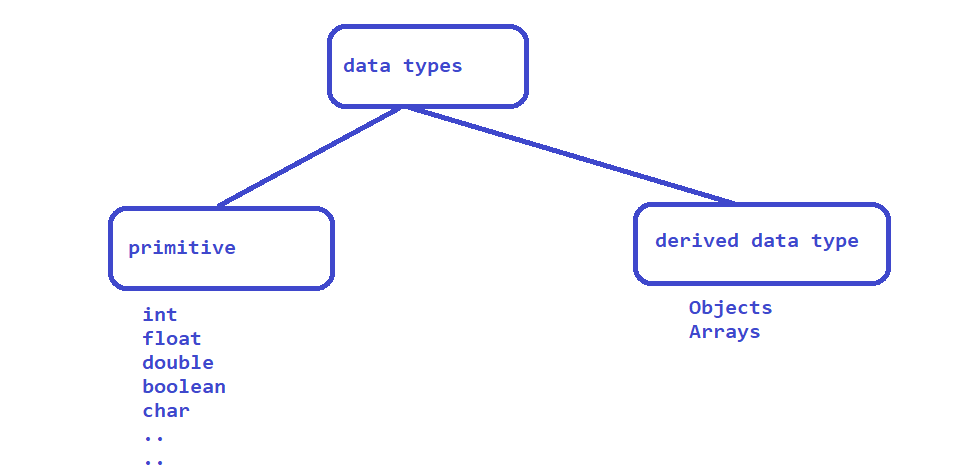 data types
primitive
derived data type
int
float
double
boolean
char
..
..
Objects
Arrays